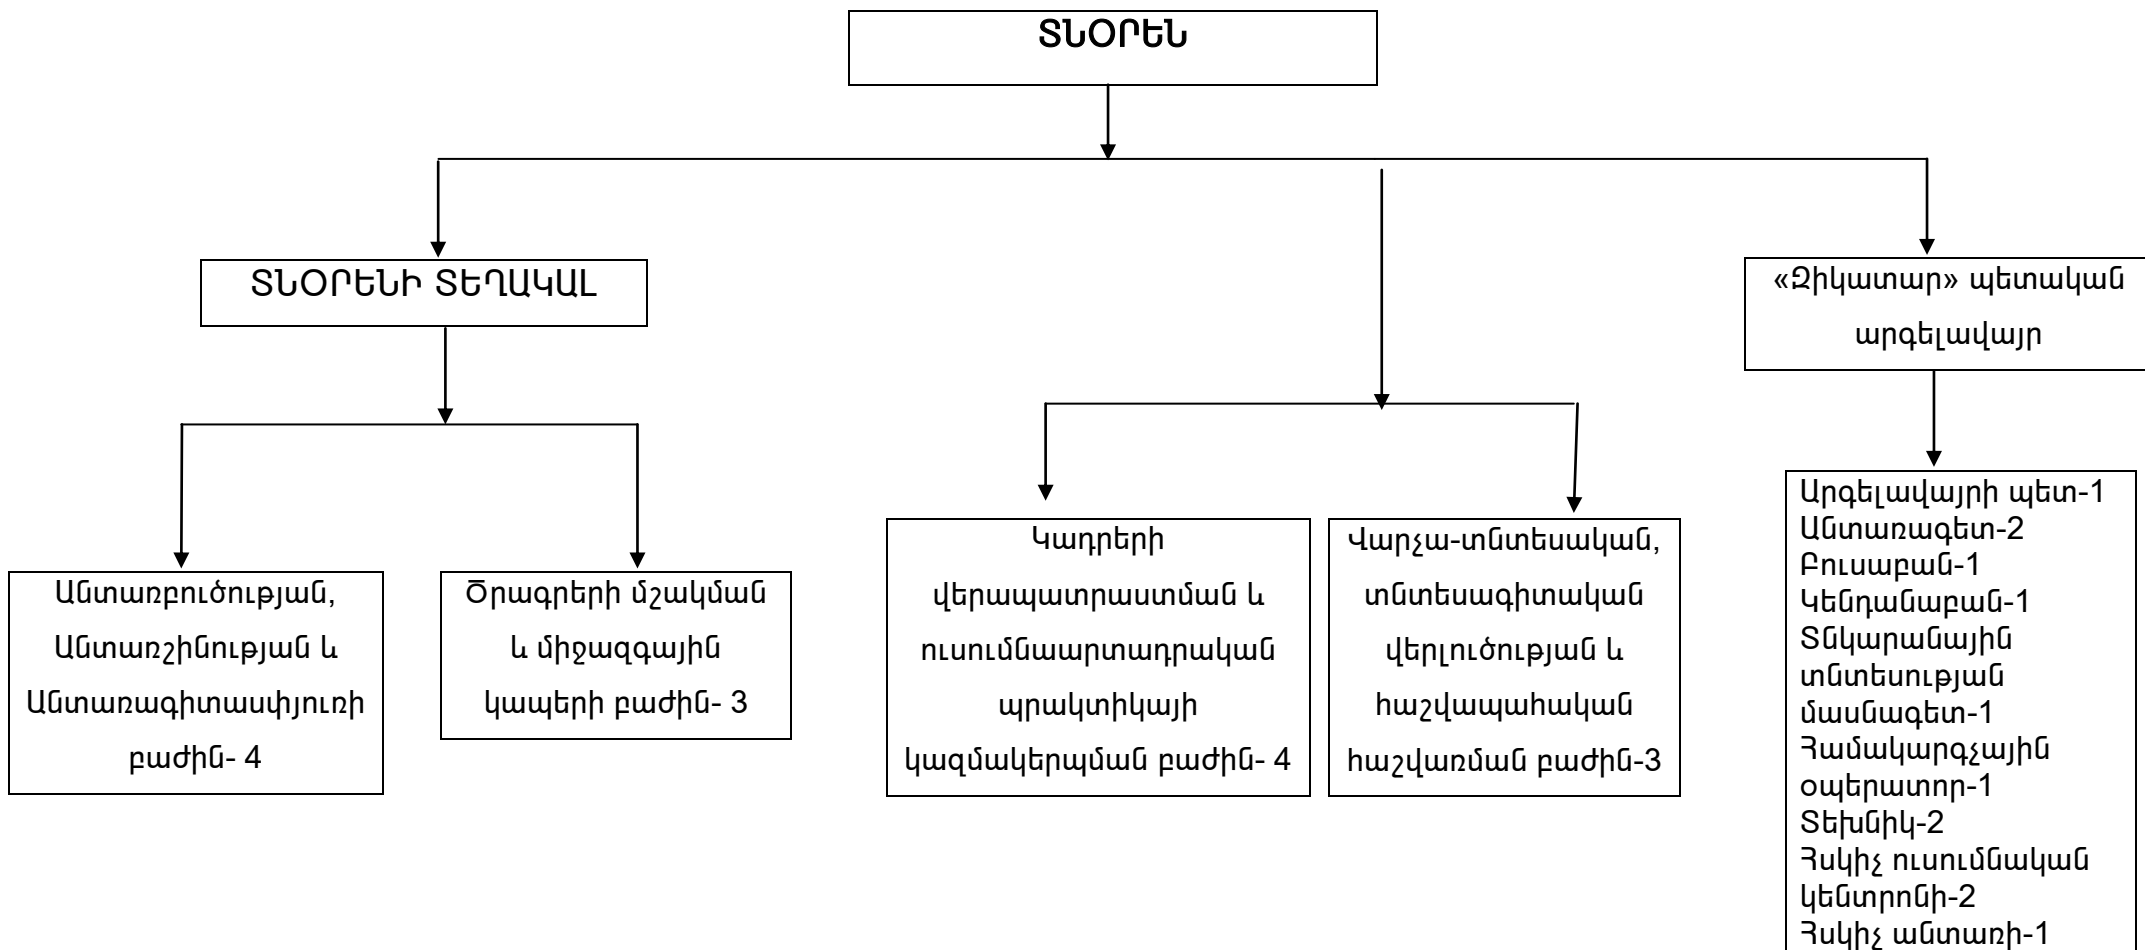 ՏՆՕՐԵՆ
ՏՆՕՐԵՆԻ ՏԵՂԱԿԱԼ
«Զիկատար» պետական
արգելավայր
Անտառբուծության,
Անտառշինության և
Անտառագիտասփյուռի
բաժին- 4
Ծրագրերի մշակման
և միջազգային
կապերի բաժին- 3
Կադրերի
վերապատրաստման և
ուսումնաարտադրական
պրակտիկայի
կազմակերպման բաժին- 4
Վարչա-տնտեսական,
տնտեսագիտական
վերլուծության և
հաշվապահական
հաշվառման բաժին-3
Արգելավայրի պետ-1
Անտառագետ-2
Բուսաբան-1
Կենդանաբան-1
Տնկարանային
տնտեսության
մասնագետ-1
Համակարգչային
օպերատոր-1
Տեխնիկ-2
Հսկիչ ուսումնական
կենտրոնի-2
Հսկիչ անտառի-1